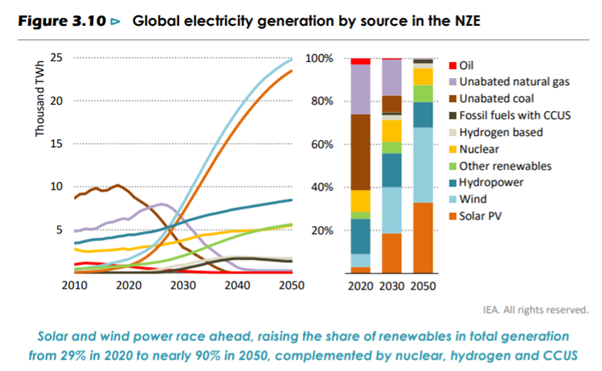 Figure 3.10 ▷ Global electricity generation by source in the NZE
Thousand TWh
25
20
15
10
5
2010 2020 2030 2040 2050
100%
80%
60%
40%
20%
2020 2030 2050
Oil
Unabated natural gas
Unabated coal
Fossil fuels with CCUS
Hydrogen based
Nuclear
Other renewables
Hydropower
Wind
Solar PV
IEA. All rights reserved.
Solar and wind power race ahead, raising the share of renewables in total generation
from 29% in 2020 to nearly 90% in 2050, complemented by nuclear, hydrogen and CCUS